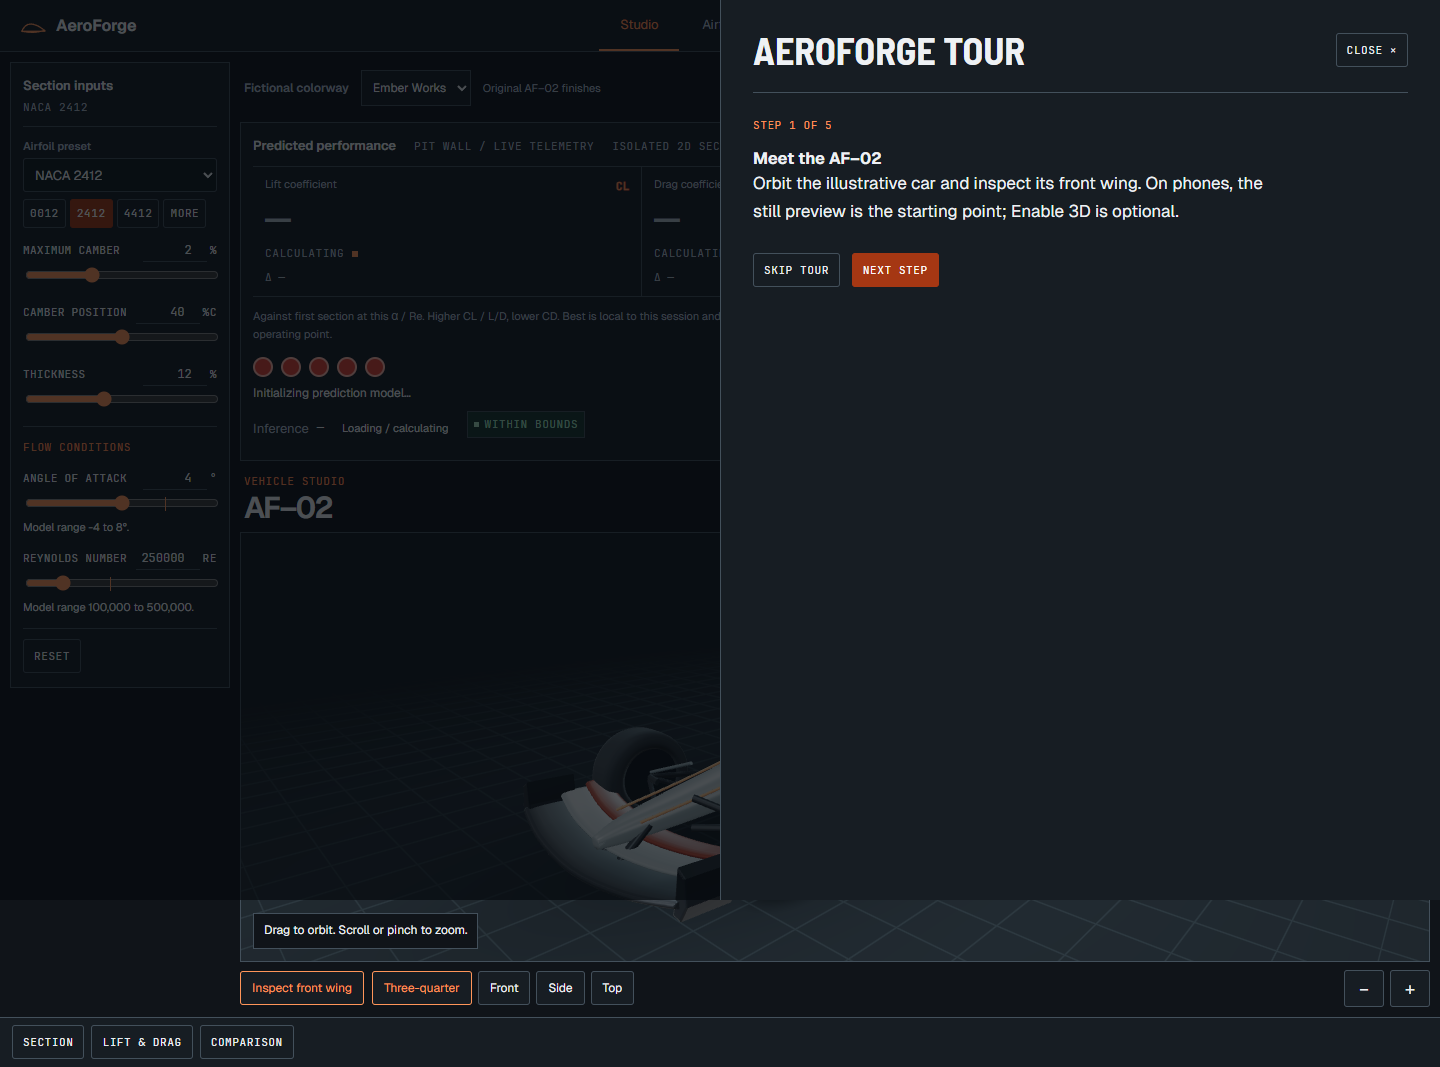 AeroForge
Studio
Section inputs
NACA 2412
Airfoil preset
NACA 2412
0012 2412 4412 MORE
MAXIMUM CAMBER 2 %
CAMBER POSITION 40 %C
THICKNESS 12 %
FLOW CONDITIONS
ANGLE OF ATTACK 4 °
Model range -4 to 8°.
REYNOLDS NUMBER 250000 RE
Model range 100,000 to 500,000.
RESET
Fictional colorway Ember Works Original AF–02 finishes
Predicted performance PIT WALL / LIVE TELEMETRY ISOLATED 2D SEC
Lift coefficient CL
—
CALCULATING
Δ —
Drag coefficie
—
CALCULATI
Δ —
Against first section at this α / Re. Higher CL / L/D, lower CD. Best is local to this session and
operating point.
Initializing prediction model…
Inference — Loading / calculating WITHIN BOUNDS
VEHICLE STUDIO
AF–02
Drag to orbit. Scroll or pinch to zoom.
Inspect front wing Three-quarter Front Side Top − +
SECTION LIFT & DRAG COMPARISON
AEROFORGE TOUR
CLOSE ×
STEP 1 OF 5
Meet the AF–02
Orbit the illustrative car and inspect its front wing. On phones, the
still preview is the starting point; Enable 3D is optional.
SKIP TOUR NEXT STEP